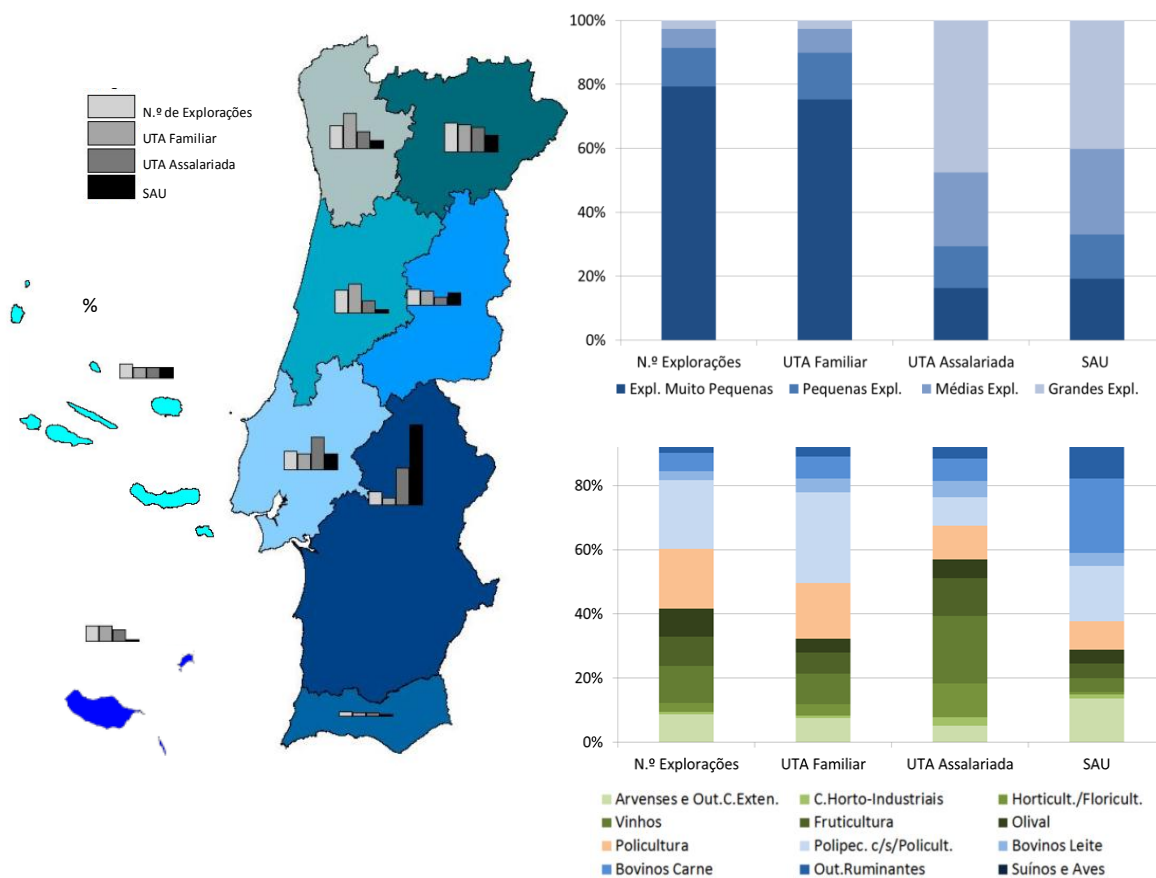 N.º de Explorações
UTA Familiar
UTA Assalariada
SAU
%
100%
80%
60%
40%
20%
0%
N.º Explorações UTA Familiar UTA Assalariada SAU
Expl. Muito Pequenas Pequenas Expl. Médias Expl. Grandes Expl.
80%
60%
40%
20%
0%
N.º Explorações UTA Familiar UTA Assalariada SAU
Arvenses e Out.C.Exten. C.Horto-Industriais Horticult./Floricult.
Vinhos Fruticultura Olival
Policultura Polipec. c/s/Policult. Bovinos Leite
Bovinos Carne Out.Ruminantes Suínos e Aves